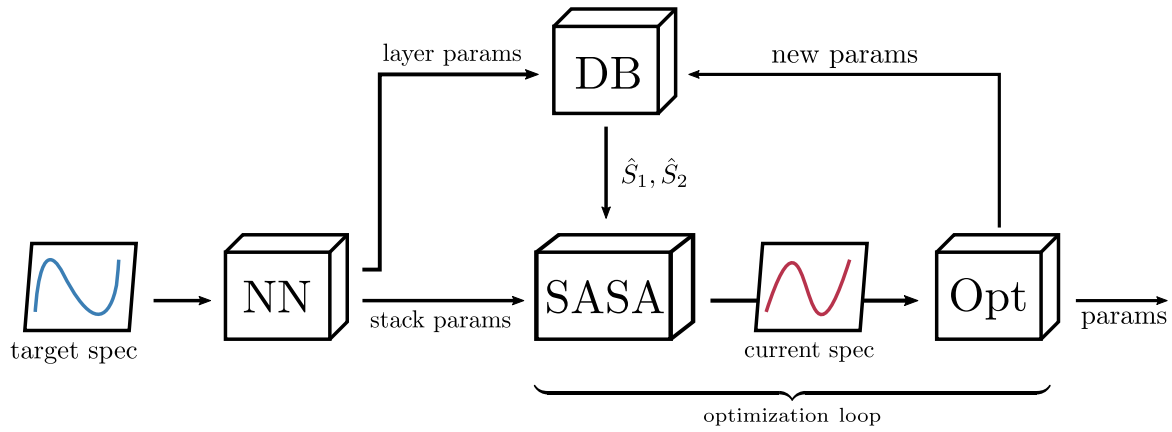 DB
layer params
new params
Ŝ₁, Ŝ₂
NN
SASA
Opt
stack params
params
target spec
current spec
optimization loop